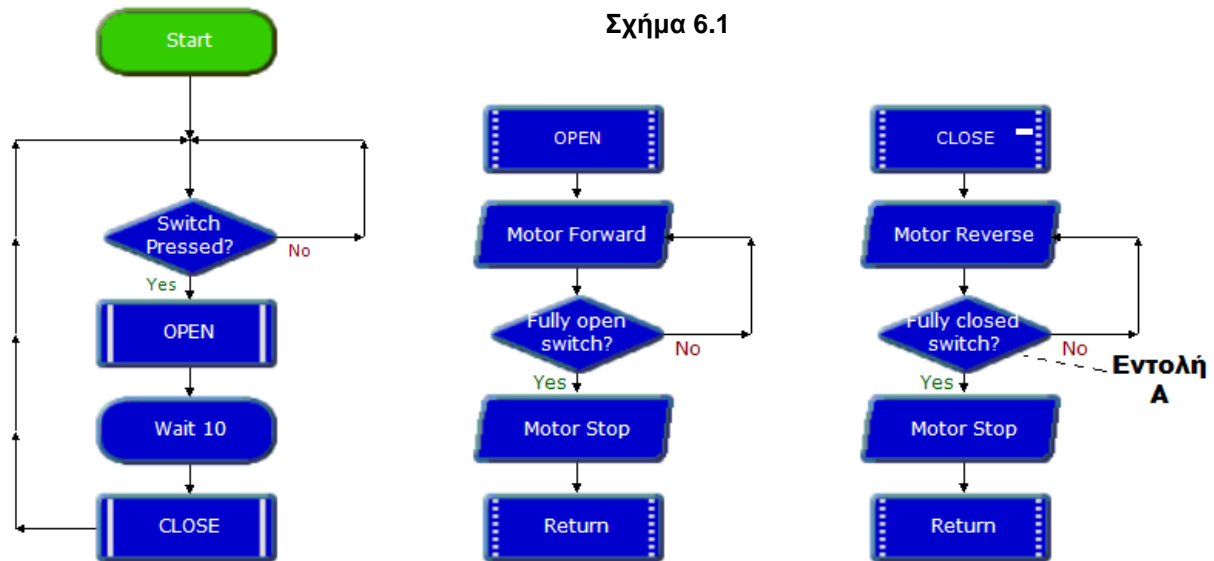 Σχήμα 6.1
Start
Switch
Pressed?
No
Yes
OPEN
Wait 10
CLOSE
OPEN
Motor Forward
Fully open
switch?
No
Yes
Motor Stop
Return
CLOSE
Motor Reverse
Fully closed
switch?
No
Yes
Εντολή
Α
Motor Stop
Return